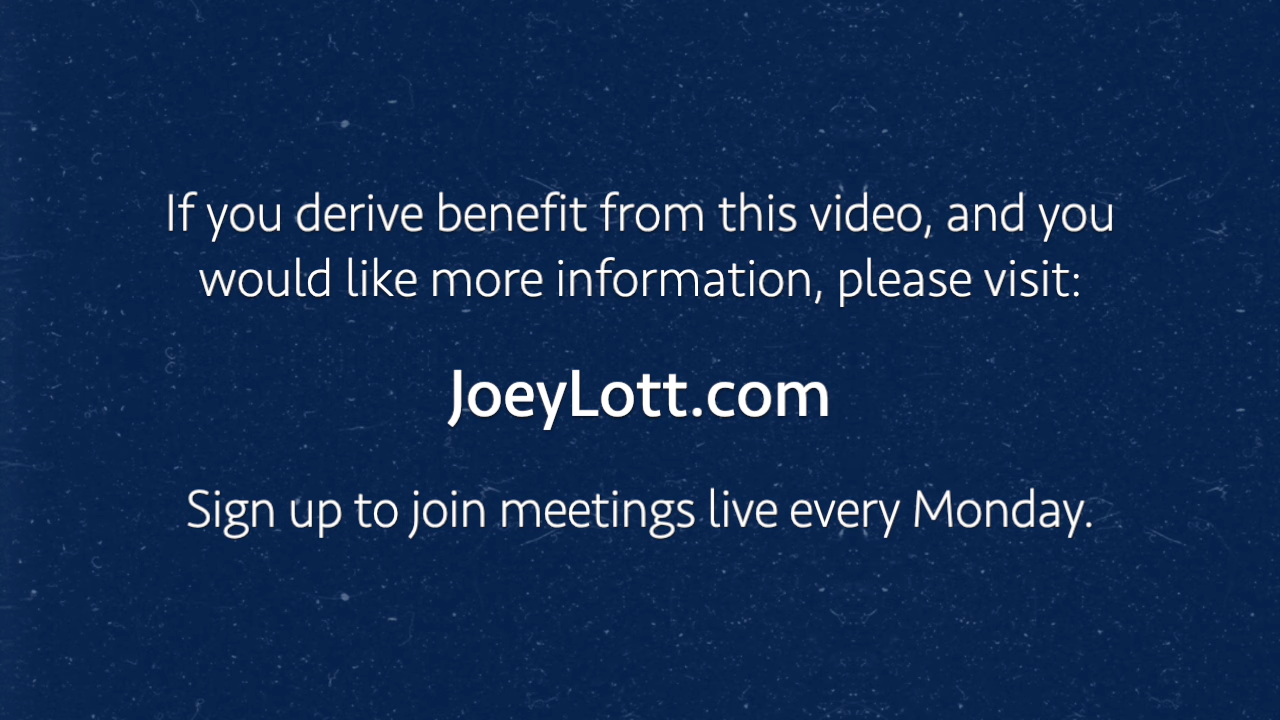 If you derive benefit from this video, and you
would like more information, please visit:
JoeyLott.com
Sign up to join meetings live every Monday.